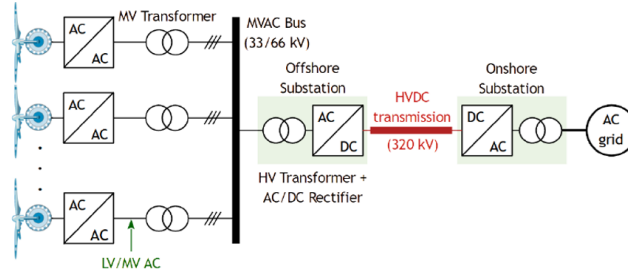 MV Transformer
MVAC Bus
(33/66 kV)
AC
AC
AC
AC
AC
AC
LV/MV AC
Offshore
Substation
AC
DC
HV Transformer +
AC/DC Rectifier
HVDC
transmission
(320 kV)
Onshore
Substation
DC
AC
AC
grid